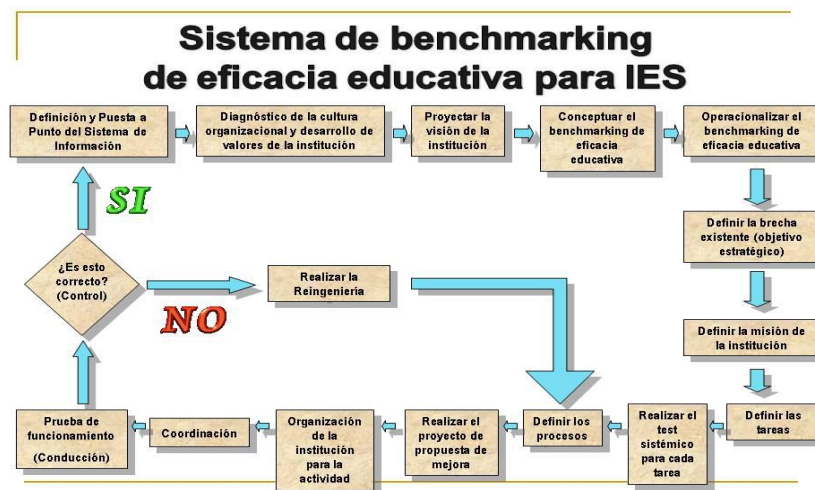 Sistema de benchmarking
de eficacia educativa para IES
Definición y Puesta a
Punto del Sistema de
Información
Diagnóstico de la cultura
organizacional y desarrollo de
valores de la institución
Proyectar la
visión de la
institución
Conceptuar el
benchmarking de
eficacia
educativa
Operacionalizar el
benchmarking de
eficacia educativa
SI
Definir la brecha
existente (objetivo
estratégico)
¿Es esto
correcto?
(Control)
NO
Realizar la
Reingeniería
Definir la misión de
la institución
Prueba de
funcionamiento
(Conducción)
Coordinación
Organización
de la
institución
para la
actividad
Realizar el
proyecto de
propuesta de
mejora
Definir los
procesos
Realizar el
test
sistémico
para cada
tarea
Definir las
tareas